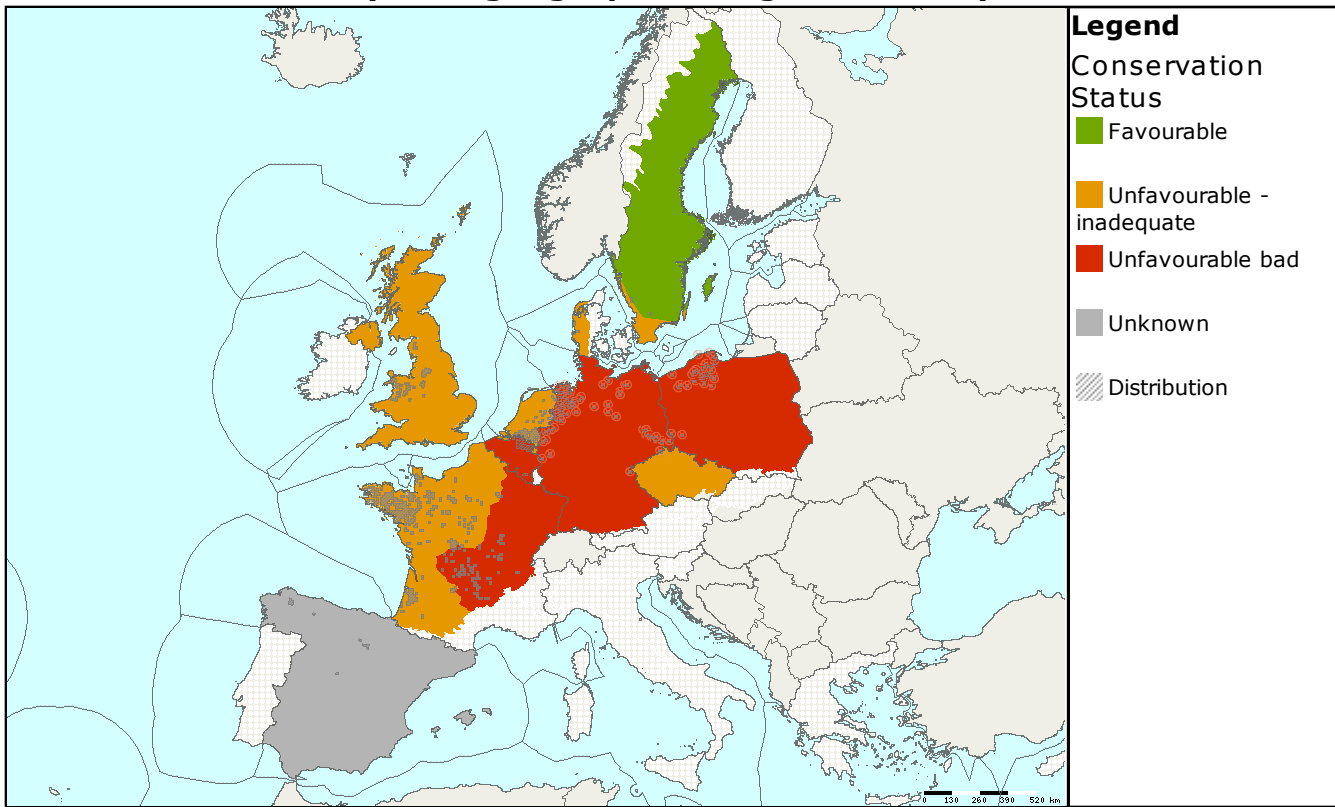 Legend
Conservation
Status
Favourable
Unfavourable -
inadequate
Unfavourable bad
Unknown
Distribution
0 130 260 390 520 km